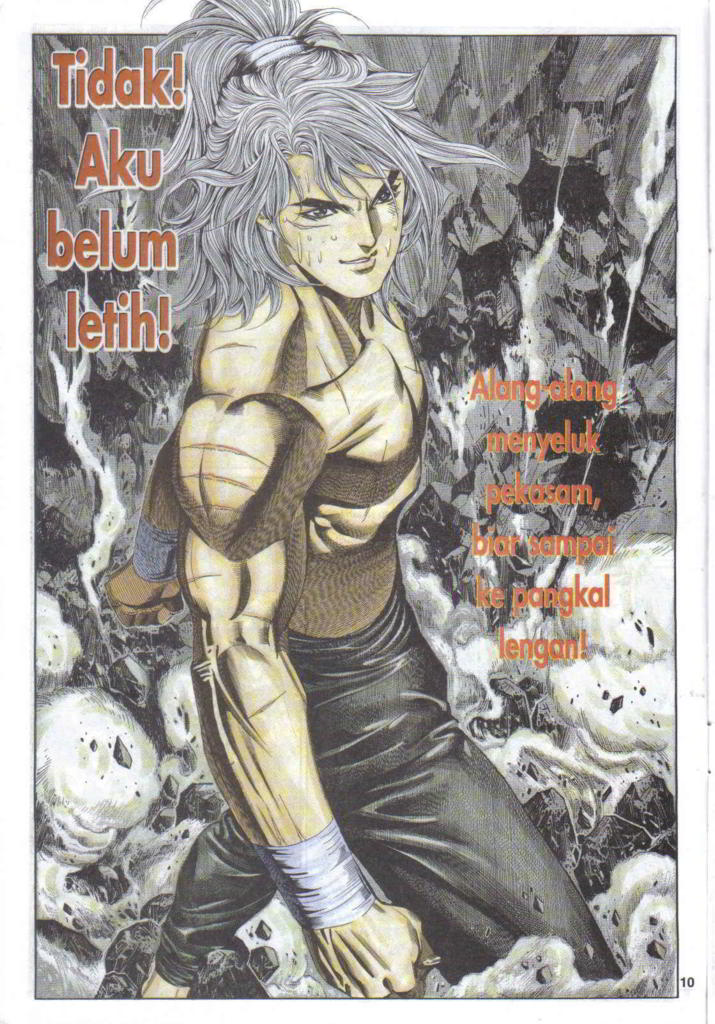 Tidak!
Aku
belum
letih!
Alang-alang
menyeluk
pekasam,
biar sampai
ke pangkal
lengan!
10